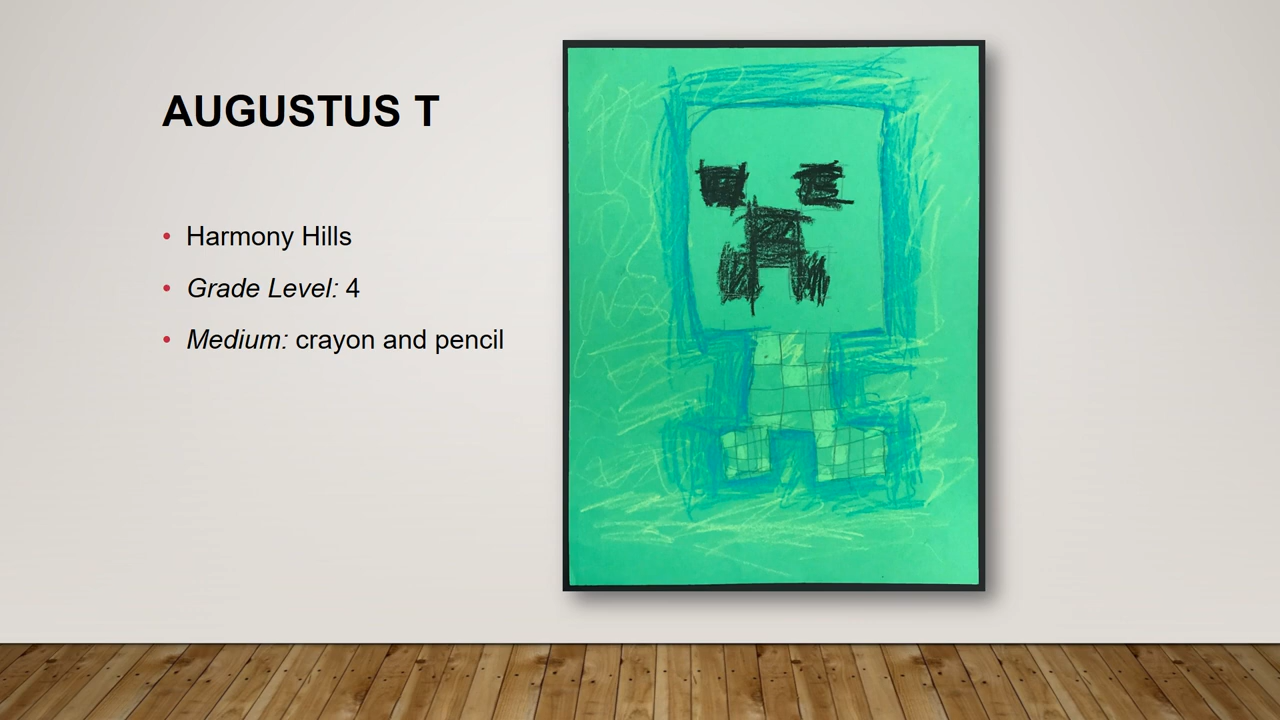 AUGUSTUS T
• Harmony Hills
• Grade Level: 4
• Medium: crayon and pencil